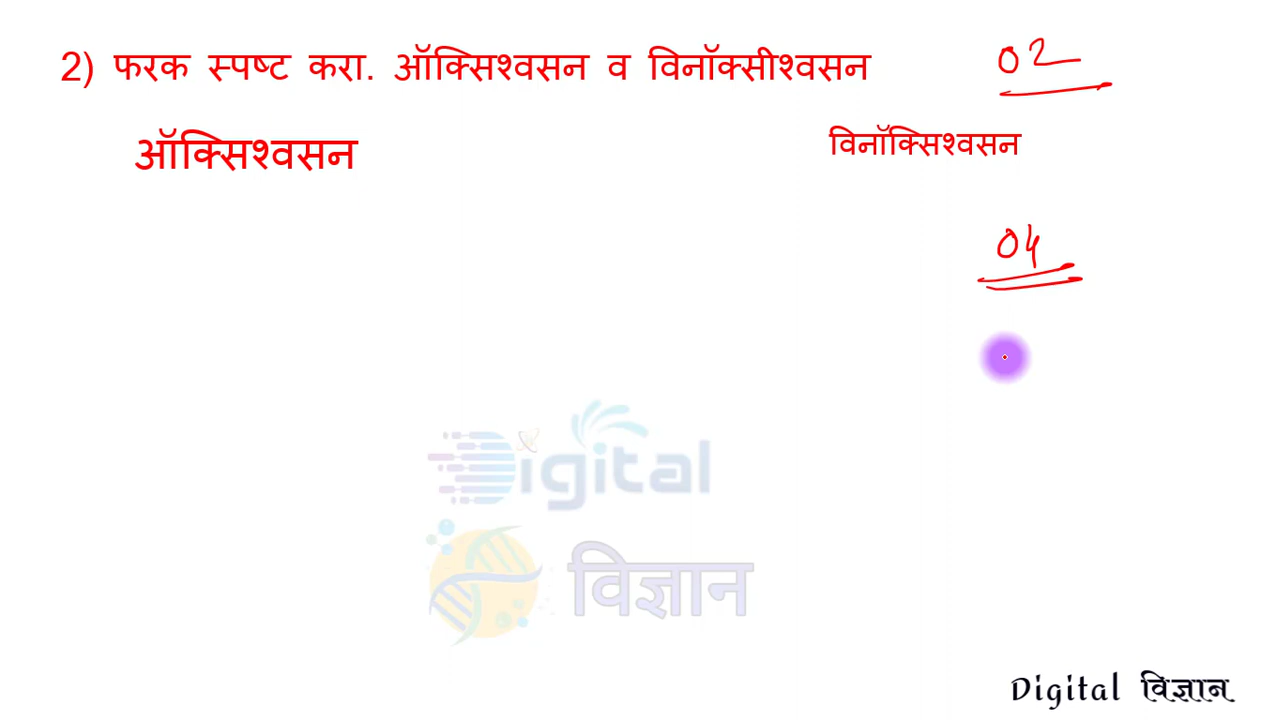 2) फरक स्पष्ट करा. ऑक्सिश्वसन व विनॉक्सीश्वसन
02
ऑक्सिश्वसन
विनॉक्सिश्वसन
04
Digital
विज्ञान
Digital विज्ञान